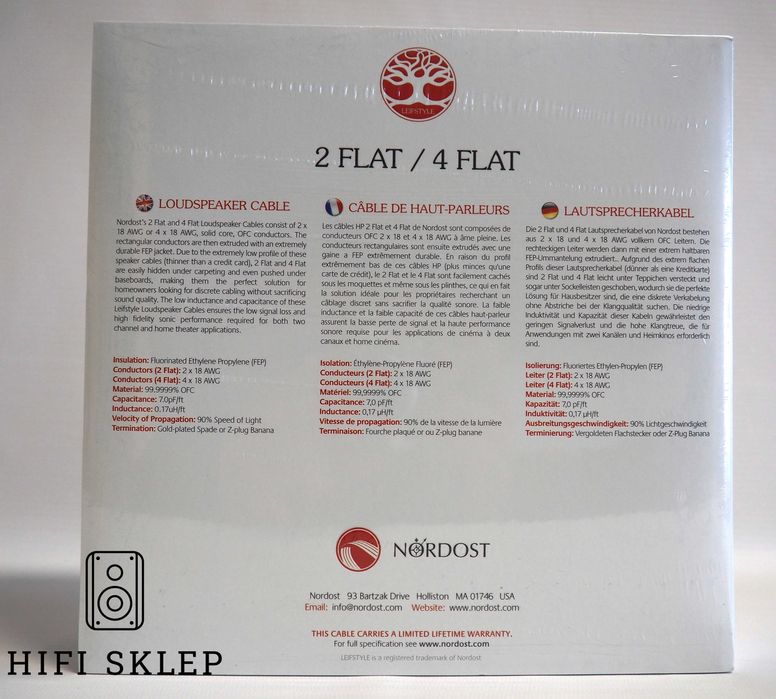 LEIFSTYLE
2 FLAT / 4 FLAT
LOUDSPEAKER CABLE
Nordost's 2 Flat and 4 Flat Loudspeaker Cables consist of 2 x
18 AWG or 4 x 18 AWG, solid core, OFC conductors. The
rectangular conductors are then extruded with an extremely
durable FEP jacket. Due to the extremely low profile of these
speaker cables (thinner than a credit card), 2 Flat and 4 Flat
are easily hidden under carpeting and even pushed under
baseboards, making them the perfect solution for
homeowners looking for discrete cabling without sacrificing
sound quality. The low inductance and capacitance of these
Leifstyle Loudspeaker Cables ensures the low signal loss and
high fidelity sonic performance required for both two
channel and home theater applications.
Insulation: Fluorinated Ethylene Propylene (FEP)
Conductors (2 Flat): 2 x 18 AWG
Conductors (4 Flat): 4 x 18 AWG
Material: 99.9999% OFC
Capacitance: 7.0pF/ft
Inductance: 0.17uH/ft
Velocity of Propagation: 90% Speed of Light
Termination: Gold-plated Spade or Z-plug Banana
CÂBLE DE HAUT-PARLEURS
Les câbles HP 2 Flat et 4 Flat de Nordost sont composées de
conducteurs OFC 2 x 18 et 4 x 18 AWG à âme pleine. Les
conducteurs rectangulaires sont ensuite extrudés avec une
gaine a FEP extrêmement durable. En raison du profil
extrêmement bas de ces câbles HP (plus minces qu'une
carte de crédit), le 2 Flat et le 4 Flat sont facilement cachés
sous les moquettes et même sous les plinthes, ce qui en fait
la solution idéale pour les propriétaires recherchant un
câblage discret sans sacrifier la qualité sonore. La faible
inductance et la faible capacité de ces câbles haut-parleur
assurent la basse perte de signal et la haute performance
sonore requise pour les applications de cinéma à deux
canaux et home cinéma.
Isolation: Éthylène-Propylène Fluoré (FEP)
Conducteurs (2 Flat): 2 x 18 AWG
Conducteurs (4 Flat): 4 x 18 AWG
Matériel: 99,9999% OFC
Capacitance: 7,0 pF/ft
Inductance: 0,17 µH/ft
Vitesse de propagation: 90% de la vitesse de la lumière
Termination: Fourche plaqué or ou Z-plug banane
LAUTSPRECHERKABEL
Die 2 Flat und 4 Flat Lautsprecherkabel von Nordost bestehen
aus 2 x 18 und 4 x 18 AWG vollkern OFC Leitern. Die
rechteckigen Leiter werden dann mit einer extrem haltbaren
FEP-Ummantelung extrudiert.. Aufgrund des extrem flachen
Profils dieser Lautsprecherkabel (dünner als eine Kreditkarte)
sind 2 Flat und 4 Flat leicht unter Teppichen versteckt und
sogar unter Sockelleisten geschoben, wodurch sie die perfekte
Lösung für Hausbesitzer sind, die eine diskrete Verkabelung
ohne Abstriche bei der Klangqualität suchen. Die niedrige
Induktivität und Kapazität dieser Kabel gewährleistet den
geringen Signalverlust und die hohe Klangtreue, die für
Anwendungen mit zwei Kanälen und Heimkinos erforderlich
sind.
Isolierung: Fluoriertes Ethylen-Propylen (FEP)
Leiter (2 Flat): 2 x 18 AWG
Leiter (4 Flat): 4 x 18 AWG
Material: 99,9999% OFC
Kapazität: 7,0 pF/ft
Induktivität: 0,17 µH/ft
Ausbreitungsgeschwindigkeit: 90% Lichtgeschwindigkeit
Terminierung: Vergoldeten Flachstecker oder Z-Plug Banana
NORDOST
Nordost 93 Bartzak Drive Holliston MA 01746 USA
Email: info@nordost.com Website: www.nordost.com
THIS CABLE CARRIES A LIMITED LIFETIME WARRANTY.
For full specification see www.nordost.com
LEIFSTYLE is a registered trademark of Nordost
HIFI SKLEP